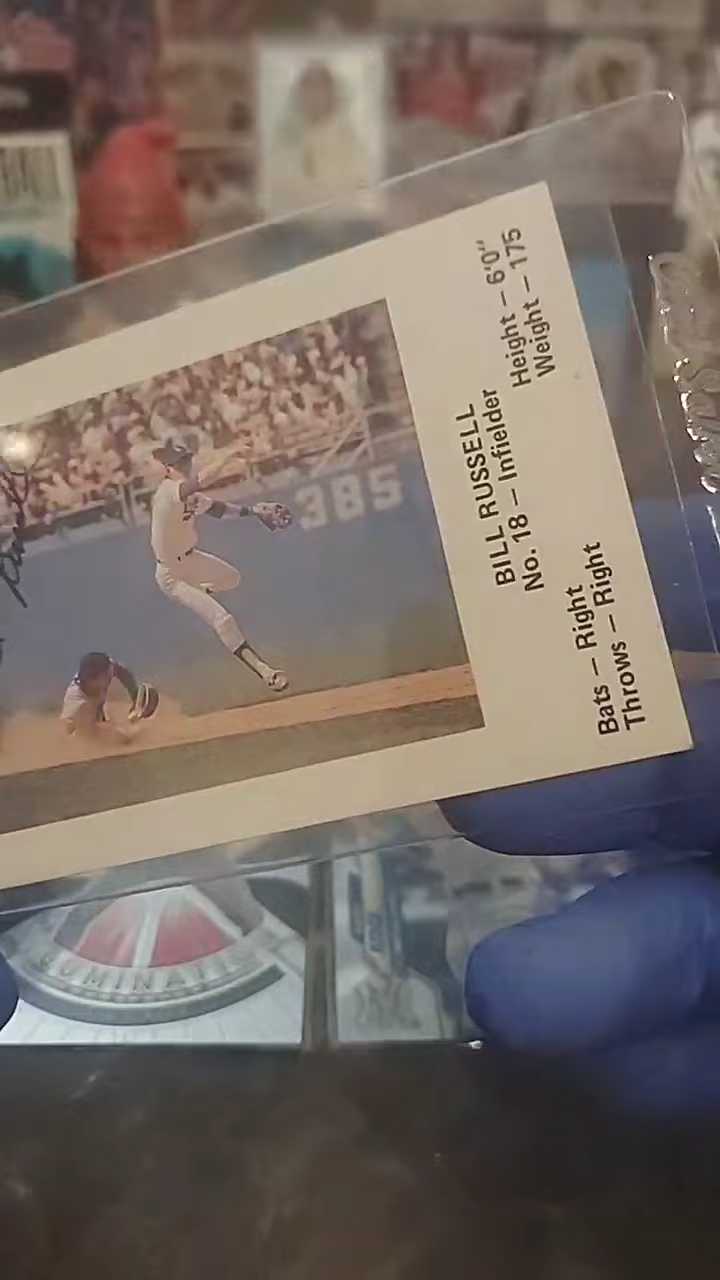 BILL RUSSELL
No. 18 – Infielder
Height – 6'0"
Weight – 175
Bats – Right
Throws – Right
385